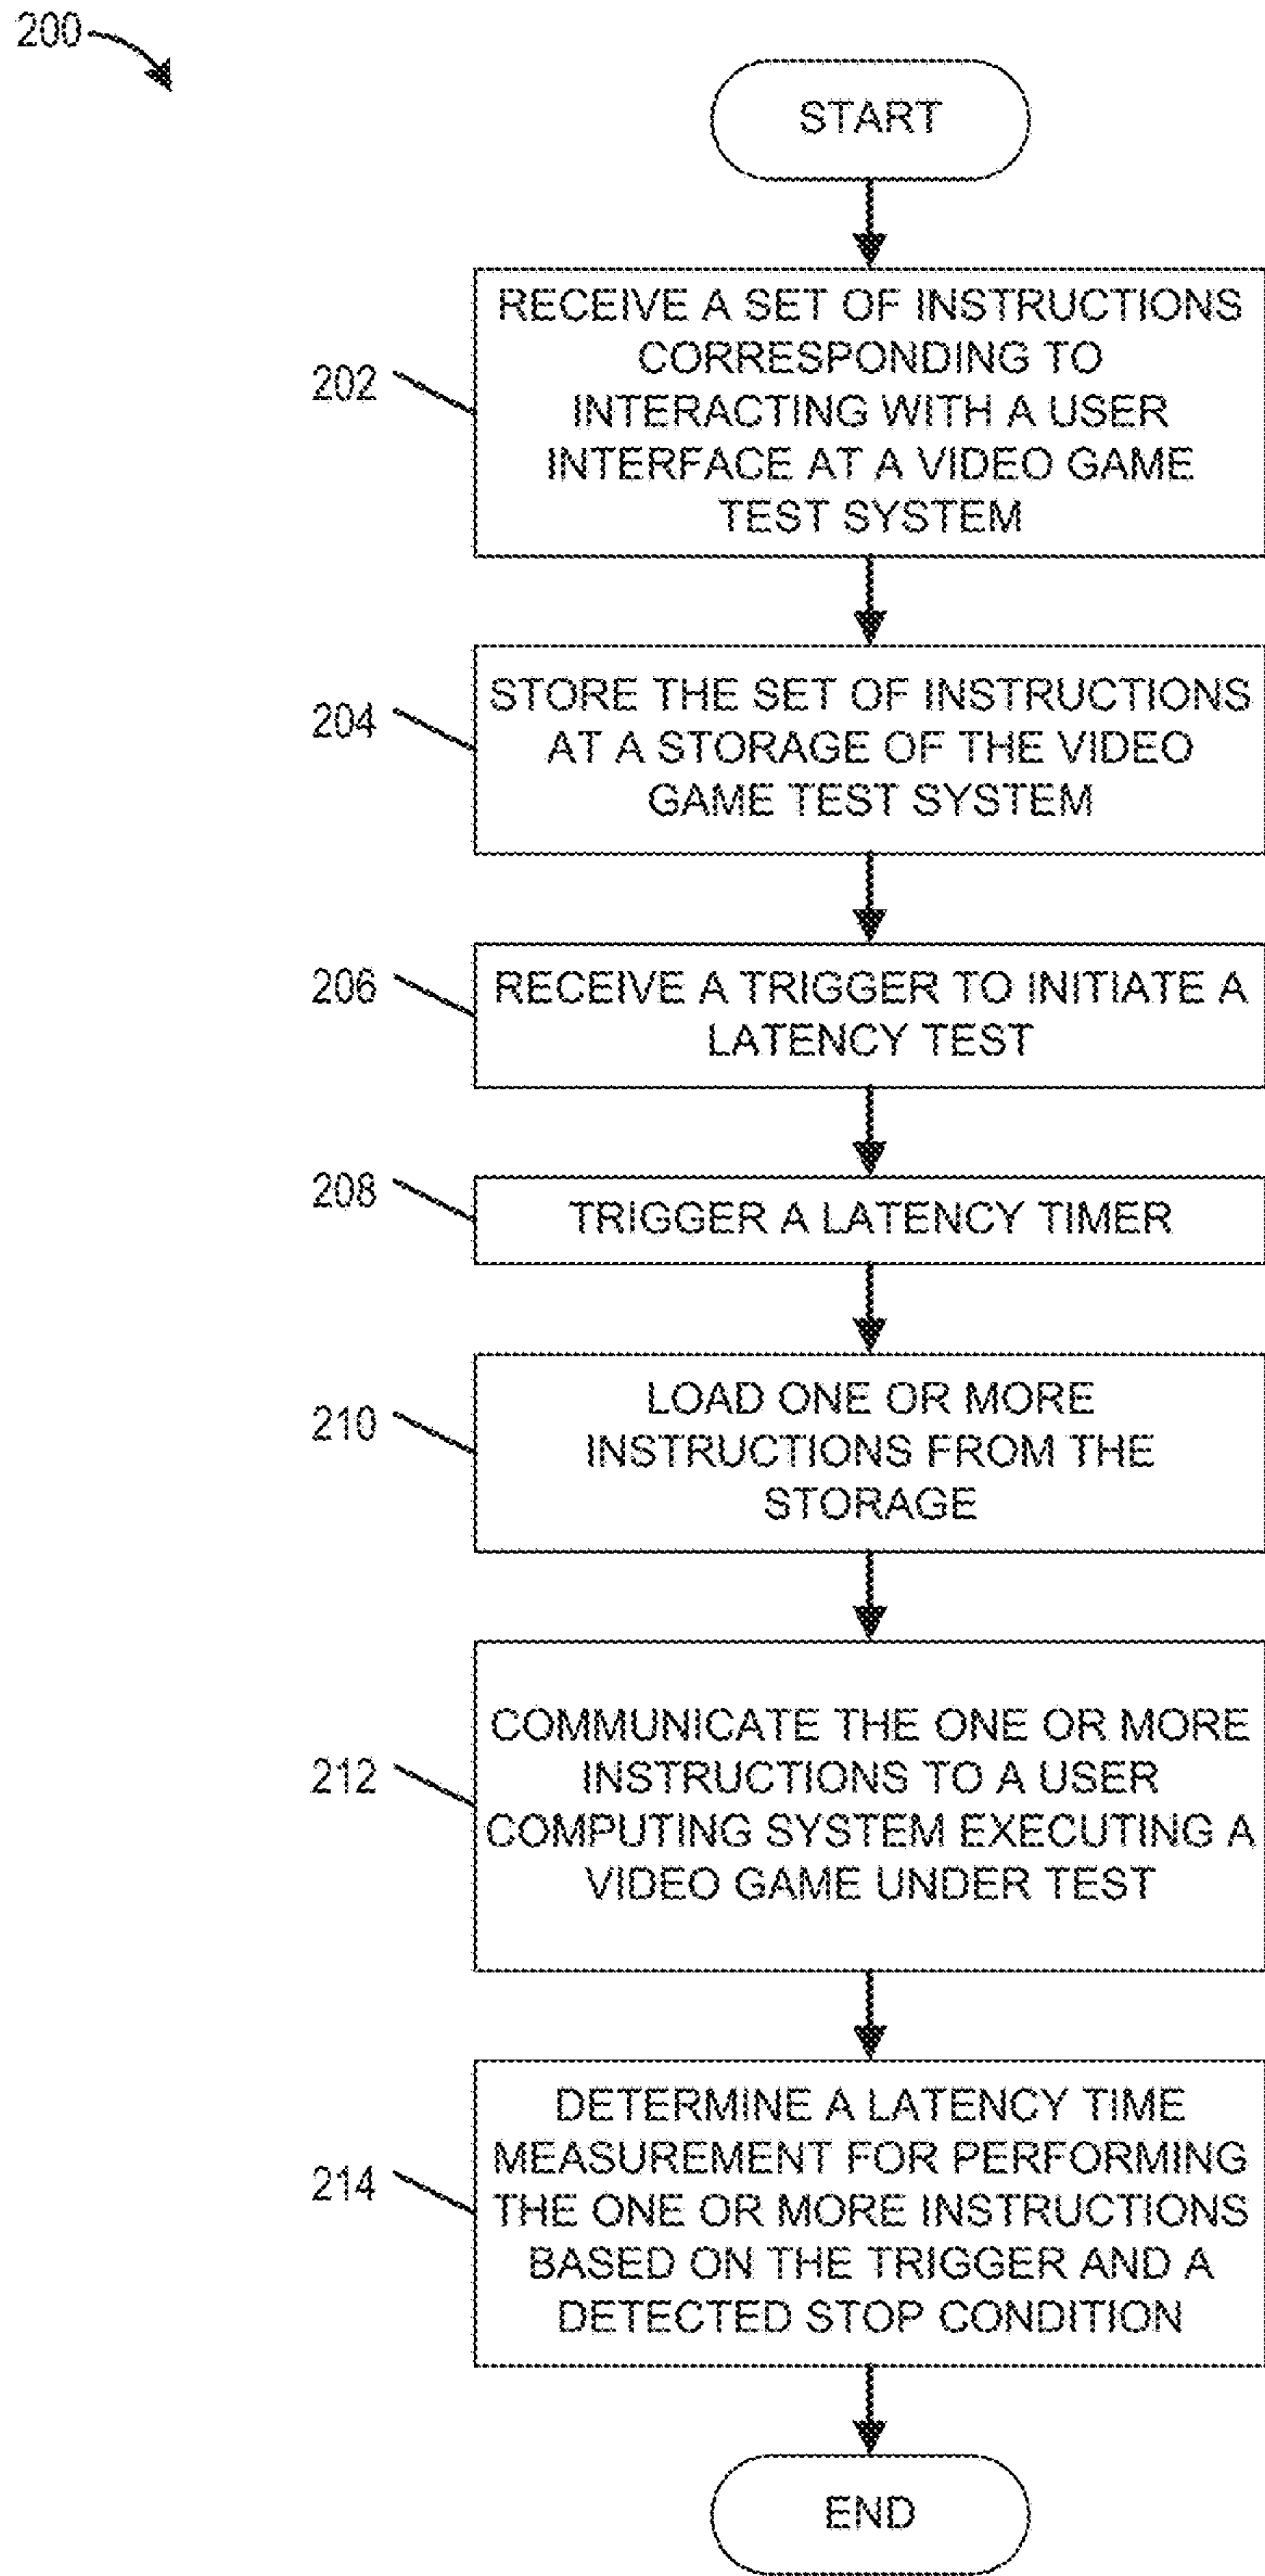 200
START
202
RECEIVE A SET OF INSTRUCTIONS
CORRESPONDING TO
INTERACTING WITH A USER
INTERFACE AT A VIDEO GAME
TEST SYSTEM
204
STORE THE SET OF INSTRUCTIONS
AT A STORAGE OF THE VIDEO
GAME TEST SYSTEM
206
RECEIVE A TRIGGER TO INITIATE A
LATENCY TEST
208
TRIGGER A LATENCY TIMER
210
LOAD ONE OR MORE
INSTRUCTIONS FROM THE
STORAGE
212
COMMUNICATE THE ONE OR MORE
INSTRUCTIONS TO A USER
COMPUTING SYSTEM EXECUTING A
VIDEO GAME UNDER TEST
214
DETERMINE A LATENCY TIME
MEASUREMENT FOR PERFORMING
THE ONE OR MORE INSTRUCTIONS
BASED ON THE TRIGGER AND A
DETECTED STOP CONDITION
END